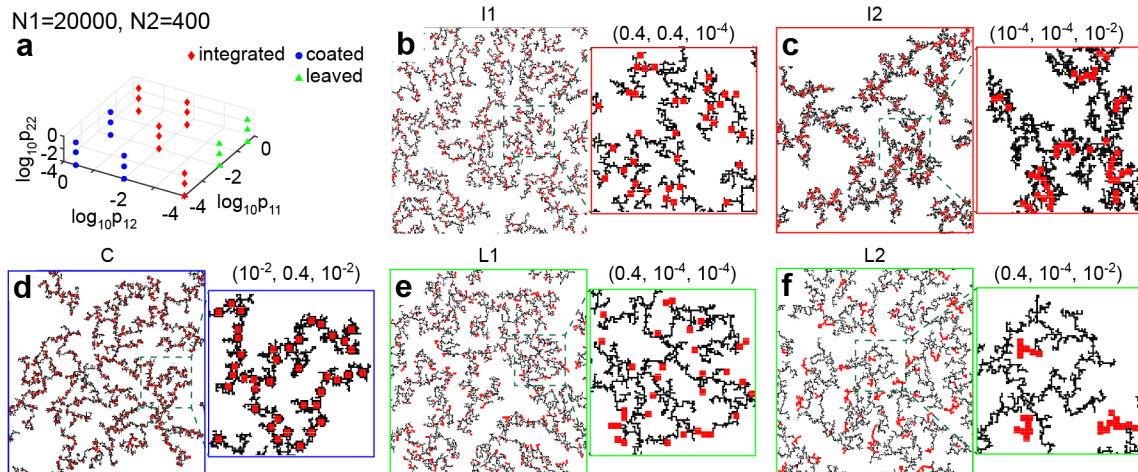 N1=20000, N2=400
a
integrated
coated
leaved
log10p22
0
-2
-4
0
-2
-4
log10p12
-4
-2
0
log10p11
I1
b
(0.4, 0.4, 10-4)
I2
c
(10-4, 10-4, 10-2)
C
d
(10-2, 0.4, 10-2)
L1
e
(0.4, 10-4, 10-4)
L2
f
(0.4, 10-4, 10-2)